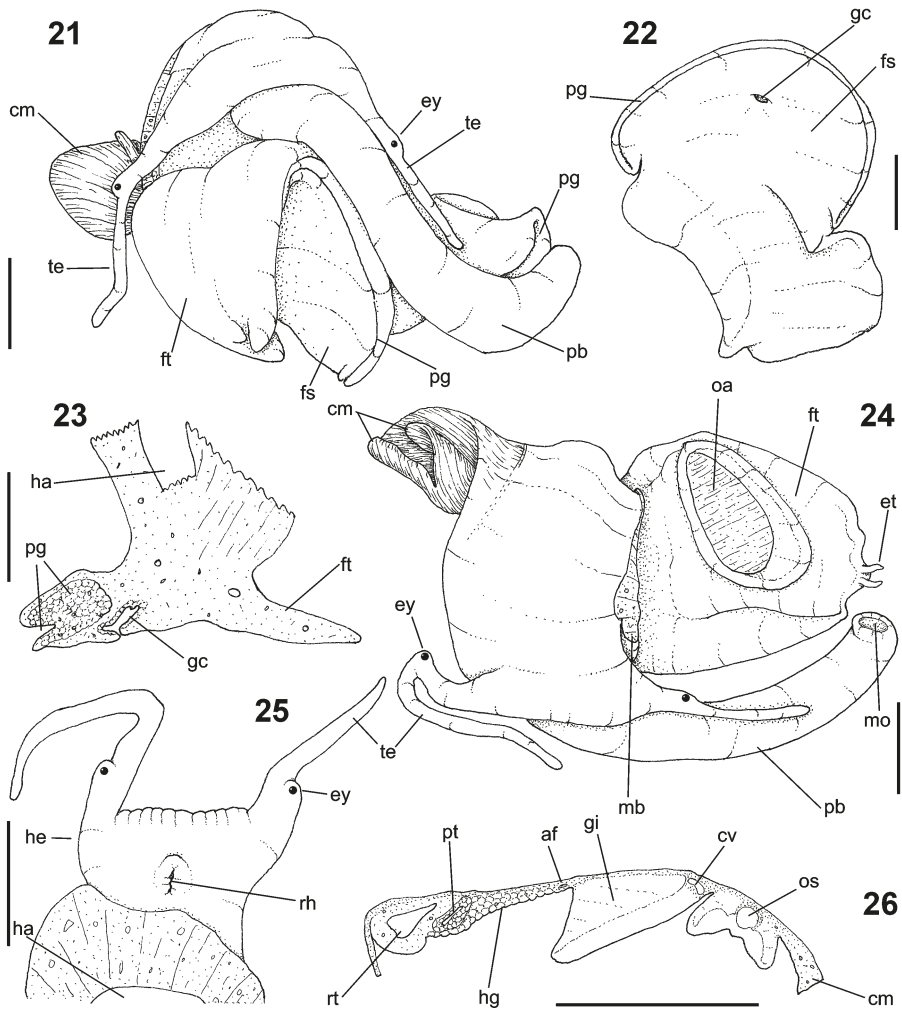 21
cm
ey
te
pg
te
ft
fs
pg
pb
22
gc
pg
fs
23
ha
pg
ft
gc
24
cm
oa
ft
et
ey
mo
mb
pb
25
te
ey
he
rh
ha
26
pt
af
gi
cv
os
rt
hg
cm